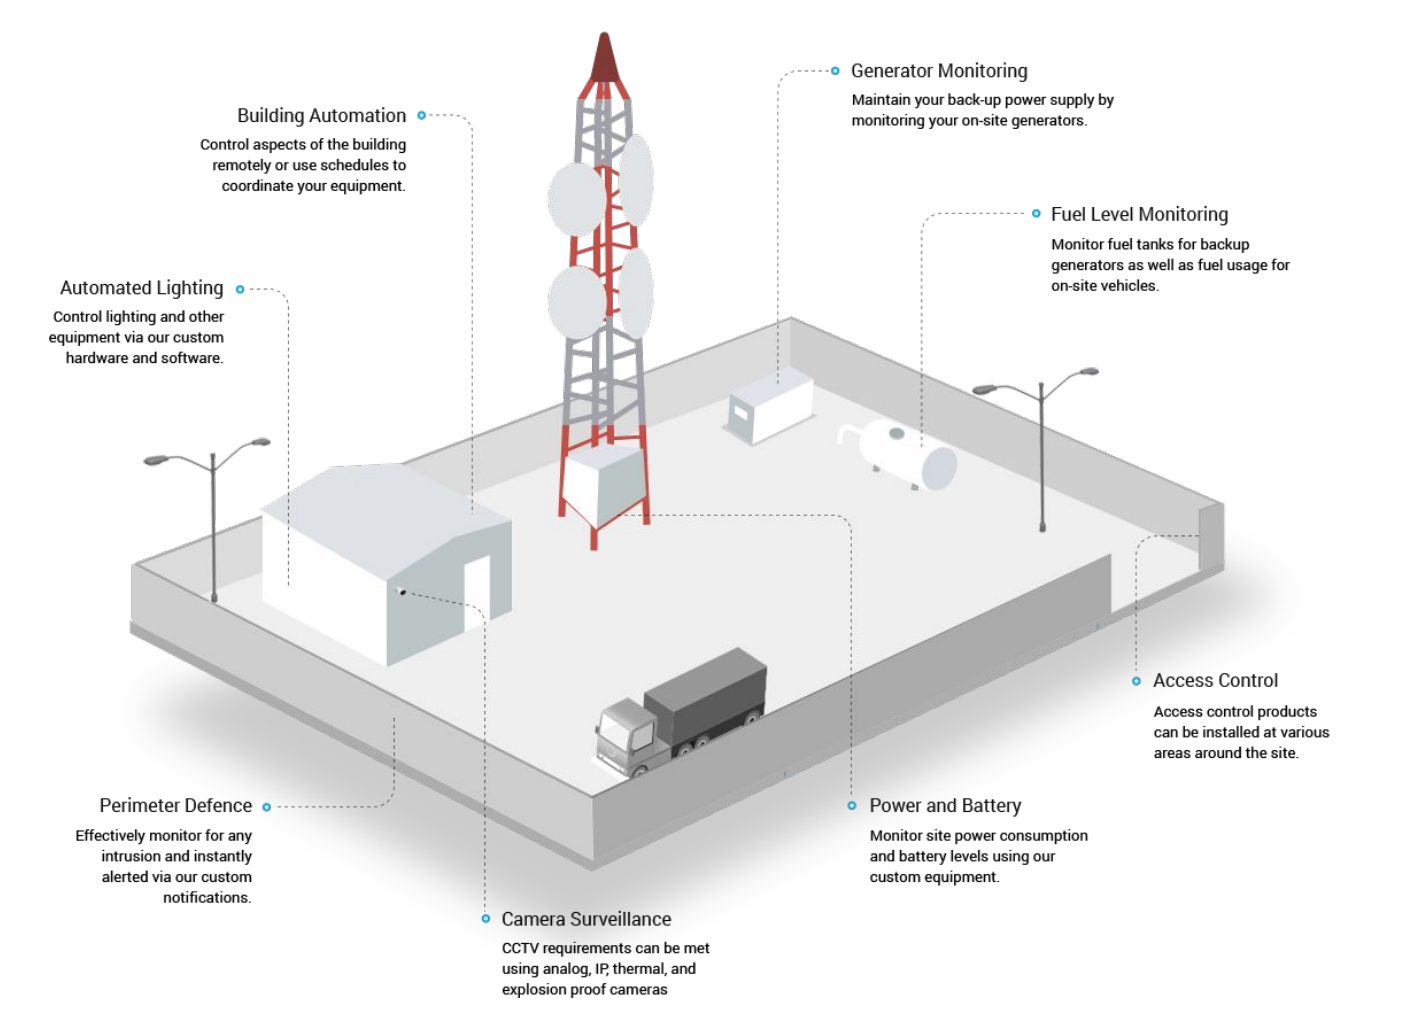 Generator Monitoring
Maintain your back-up power supply by
monitoring your on-site generators.
Building Automation
Control aspects of the building
remotely or use schedules to
coordinate your equipment.
Fuel Level Monitoring
Monitor fuel tanks for backup
generators as well as fuel usage for
on-site vehicles.
Automated Lighting
Control lighting and other
equipment via our custom
hardware and software.
Access Control
Access control products
can be installed at various
areas around the site.
Perimeter Defence
Effectively monitor for any
intrusion and instantly
alerted via our custom
notifications.
Power and Battery
Monitor site power consumption
and battery levels using our
custom equipment.
Camera Surveillance
CCTV requirements can be met
using analog, IP, thermal, and
explosion proof cameras